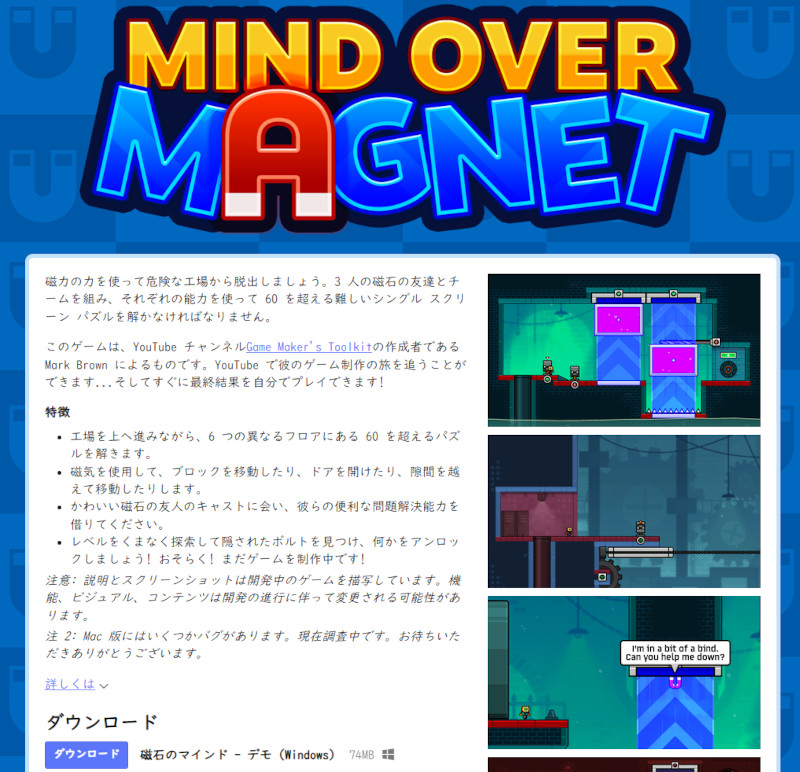 MIND OVER
MAGNET
磁力の力を使って危険な工場から脱出しましょう。3 人の磁石の友達とチ
ームを組み、それぞれの能力を使って 60 を超える難しいシングル スクリ
ーン パズルを解かなければなりません。
このゲームは、YouTube チャンネルGame Maker's Toolkitの作成者である
Mark Brown によるものです。YouTube で彼のゲーム制作の旅を追うことが
できます...そしてすぐに最終結果を自分でプレイできます!
特徴
• 工場を上へ進みながら、6 つの異なるフロアにある 60 を超えるパズ
ルを解きます。
• 磁気を使用して、ブロックを移動したり、ドアを開けたり、隙間を越
えて移動したりします。
• かわいい磁石の友人のキャストに会い、彼らの便利な問題解決能力を
借りてください。
• レベルをくまなく探索して隠されたボルトを見つけ、何かをアンロッ
クしましょう! おそらく! まだゲームを制作中です!
注意: 説明とスクリーンショットは開発中のゲームを描写しています。機
能、ビジュアル、コンテンツは開発の進行に伴って変更される可能性があ
ります。
注 2: Mac 版にはいくつかバグがあります。現在調査中です。お待ちいた
だきありがとうございます。
詳しくは
ダウンロード
ダウンロード 磁石のマインド - デモ (Windows) 74MB
I'm in a bit of a bind.
Can you help me down?